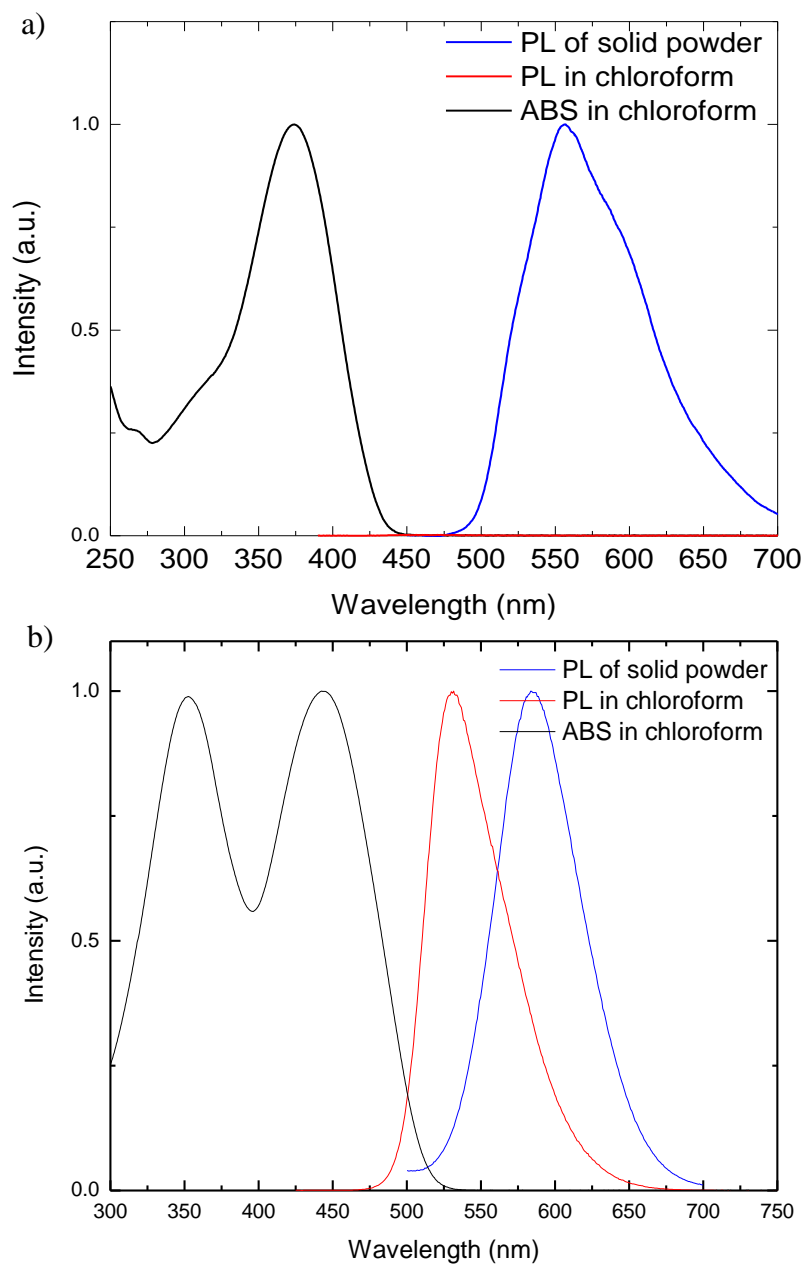 a)
PL of solid powder
PL in chloroform
ABS in chloroform
1.0
0.5
0.0
Intensity (a.u.)
250 300 350 400 450 500 550 600 650 700
Wavelength (nm)
b)
PL of solid powder
PL in chloroform
ABS in chloroform
1.0
0.5
0.0
Intensity (a.u.)
300 350 400 450 500 550 600 650 700 750
Wavelength (nm)